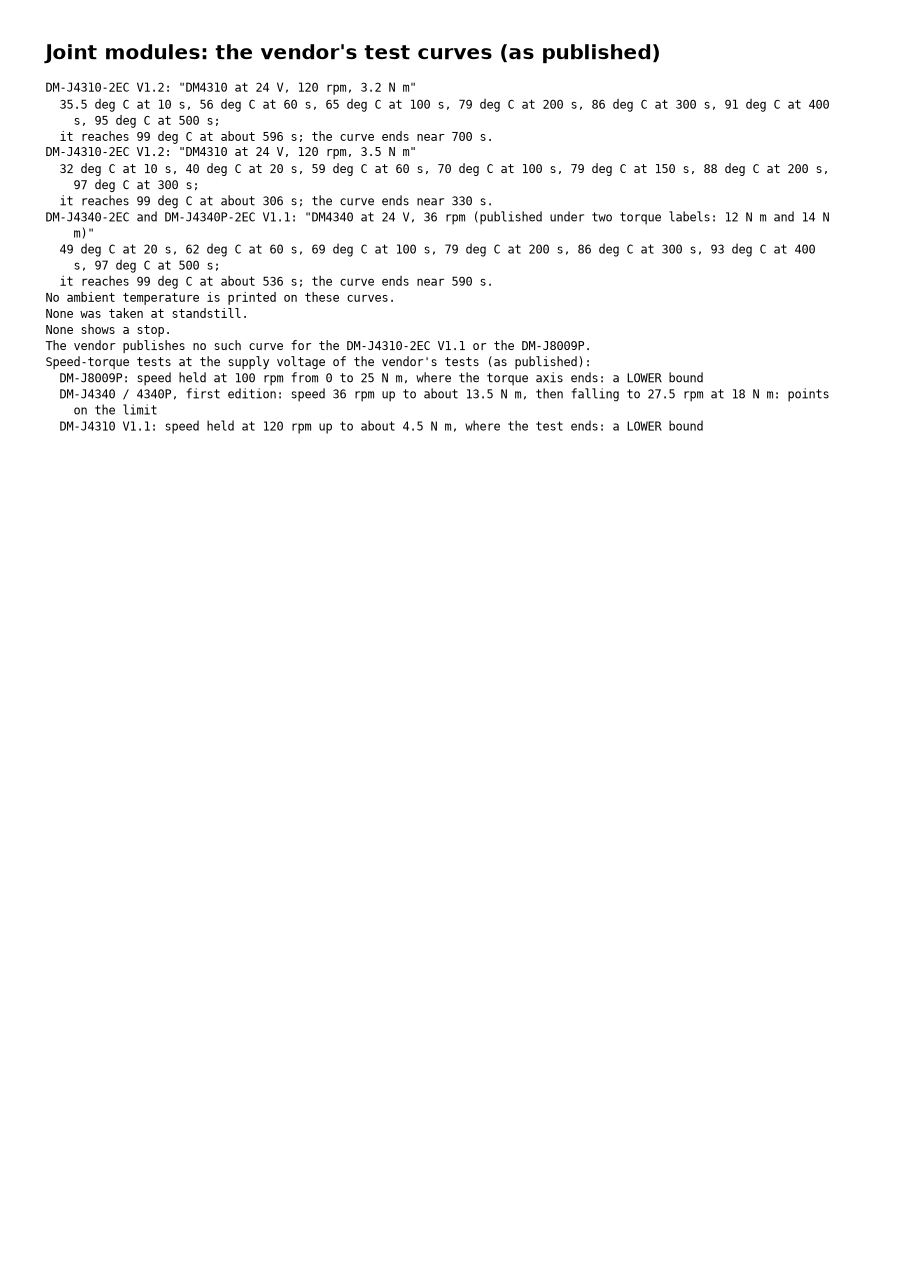 Joint modules: the vendor's test curves (as published)
DM-J4310-2EC V1.2: "DM4310 at 24 V, 120 rpm, 3.2 N m"
35.5 deg C at 10 s, 56 deg C at 60 s, 65 deg C at 100 s, 79 deg C at 200 s, 86 deg C at 300 s, 91 deg C at 400
s, 95 deg C at 500 s;
it reaches 99 deg C at about 596 s; the curve ends near 700 s.
DM-J4310-2EC V1.2: "DM4310 at 24 V, 120 rpm, 3.5 N m"
32 deg C at 10 s, 40 deg C at 20 s, 59 deg C at 60 s, 70 deg C at 100 s, 79 deg C at 150 s, 88 deg C at 200 s,
97 deg C at 300 s;
it reaches 99 deg C at about 306 s; the curve ends near 330 s.
DM-J4340-2EC and DM-J4340P-2EC V1.1: "DM4340 at 24 V, 36 rpm (published under two torque labels: 12 N m and 14 N
m)"
49 deg C at 20 s, 62 deg C at 60 s, 69 deg C at 100 s, 79 deg C at 200 s, 86 deg C at 300 s, 93 deg C at 400
s, 97 deg C at 500 s;
it reaches 99 deg C at about 536 s; the curve ends near 590 s.
No ambient temperature is printed on these curves.
None was taken at standstill.
None shows a stop.
The vendor publishes no such curve for the DM-J4310-2EC V1.1 or the DM-J8009P.
Speed-torque tests at the supply voltage of the vendor's tests (as published):
DM-J8009P: speed held at 100 rpm from 0 to 25 N m, where the torque axis ends: a LOWER bound
DM-J4340 / 4340P, first edition: speed 36 rpm up to about 13.5 N m, then falling to 27.5 rpm at 18 N m: points
on the limit
DM-J4310 V1.1: speed held at 120 rpm up to about 4.5 N m, where the test ends: a LOWER bound